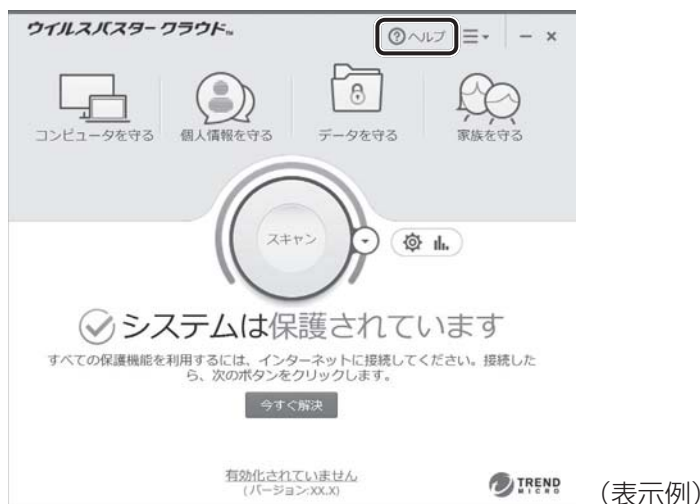 ウイルスバスター クラウド™
ヘルプ
コンピュータを守る
個人情報を守る
データを守る
家族を守る
スキャン
システムは保護されています
すべての保護機能を利用するには、インターネットに接続してください。接続した
ら、次のボタンをクリックします。
今すぐ解決
有効化されていません
(バージョン:XX.X)
TREND
MICRO
(表示例)